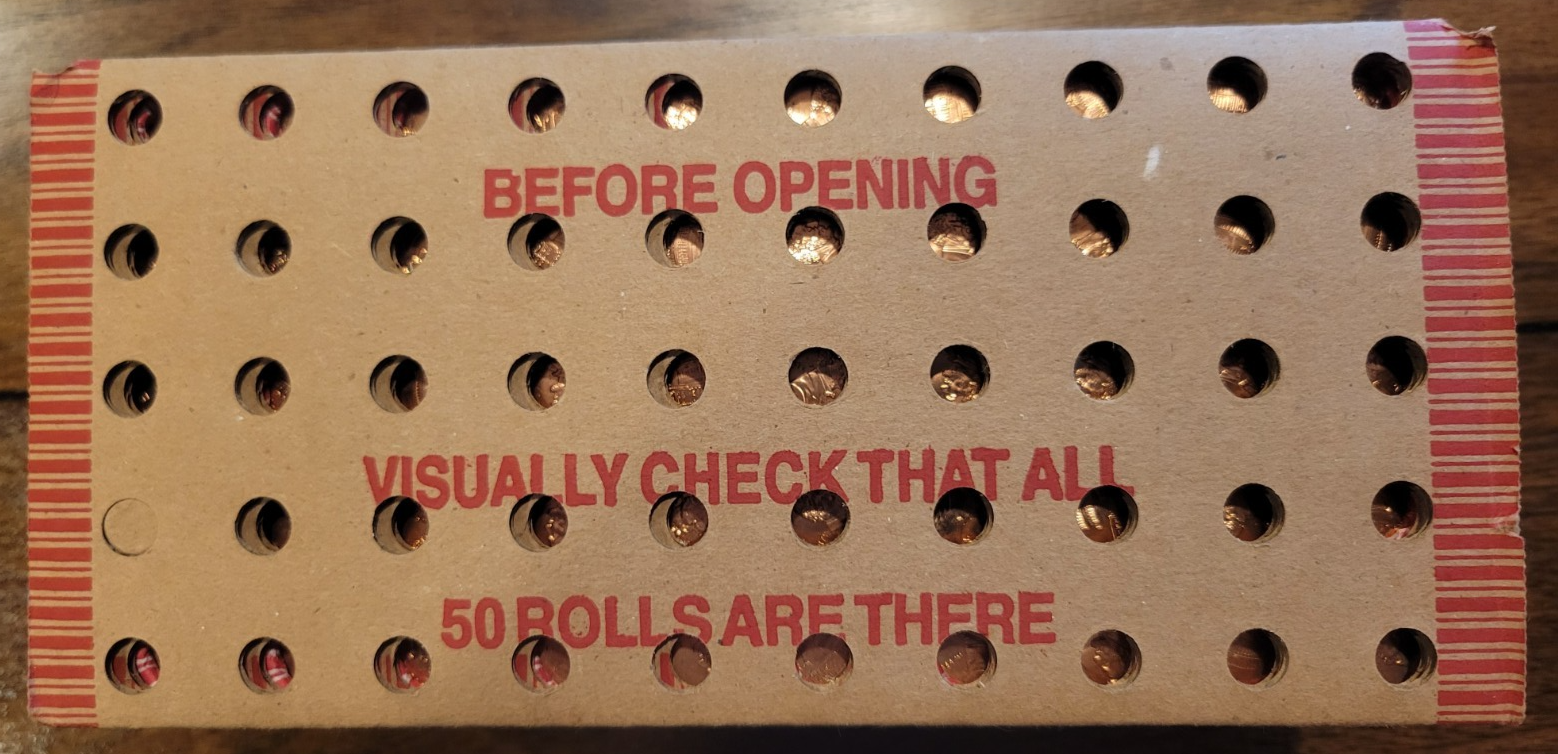 BEFORE OPENING
VISUALLY CHECK THAT ALL
50 ROLLS ARE THERE